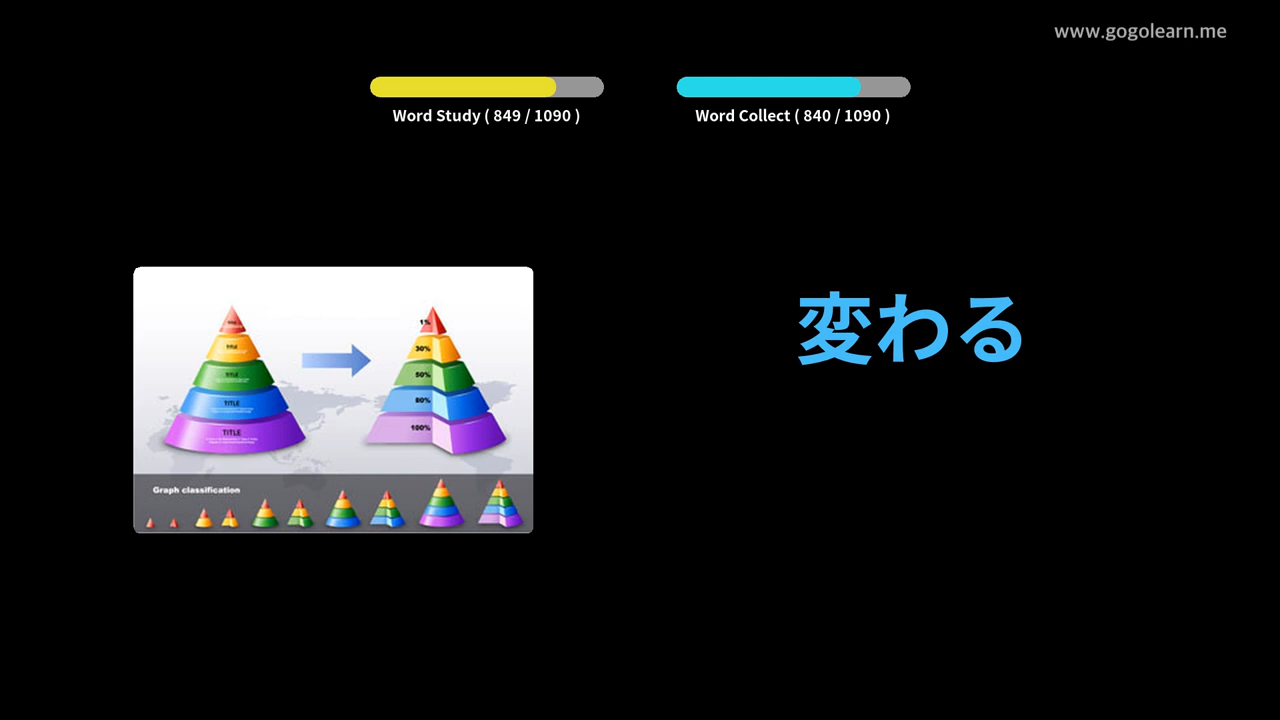 www.gogolearn.me
Word Study ( 849 / 1090 )
Word Collect ( 840 / 1090 )
変わる
TITLE
TITLE
TITLE
TITLE
1%
30%
50%
80%
100%
Graph classification